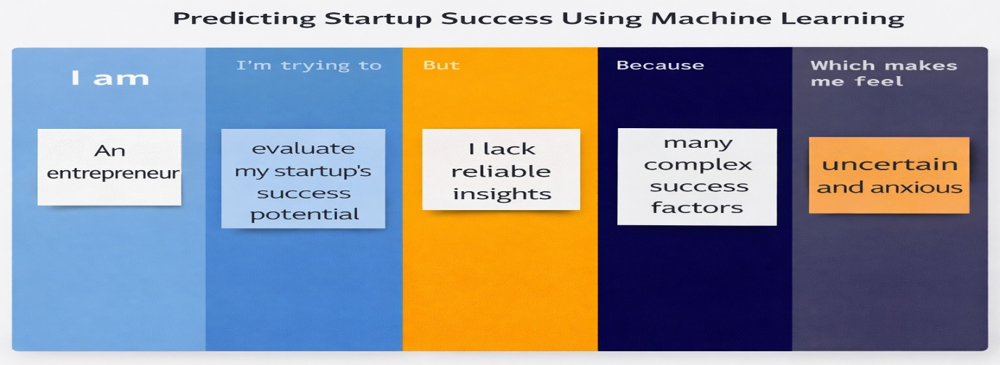 Predicting Startup Success Using Machine Learning
I am
An
entrepreneur
I'm trying to
evaluate
my startup's
success
potential
But
I lack
reliable
insights
Because
many
complex
success
factors
Which makes
me feel
uncertain
and anxious